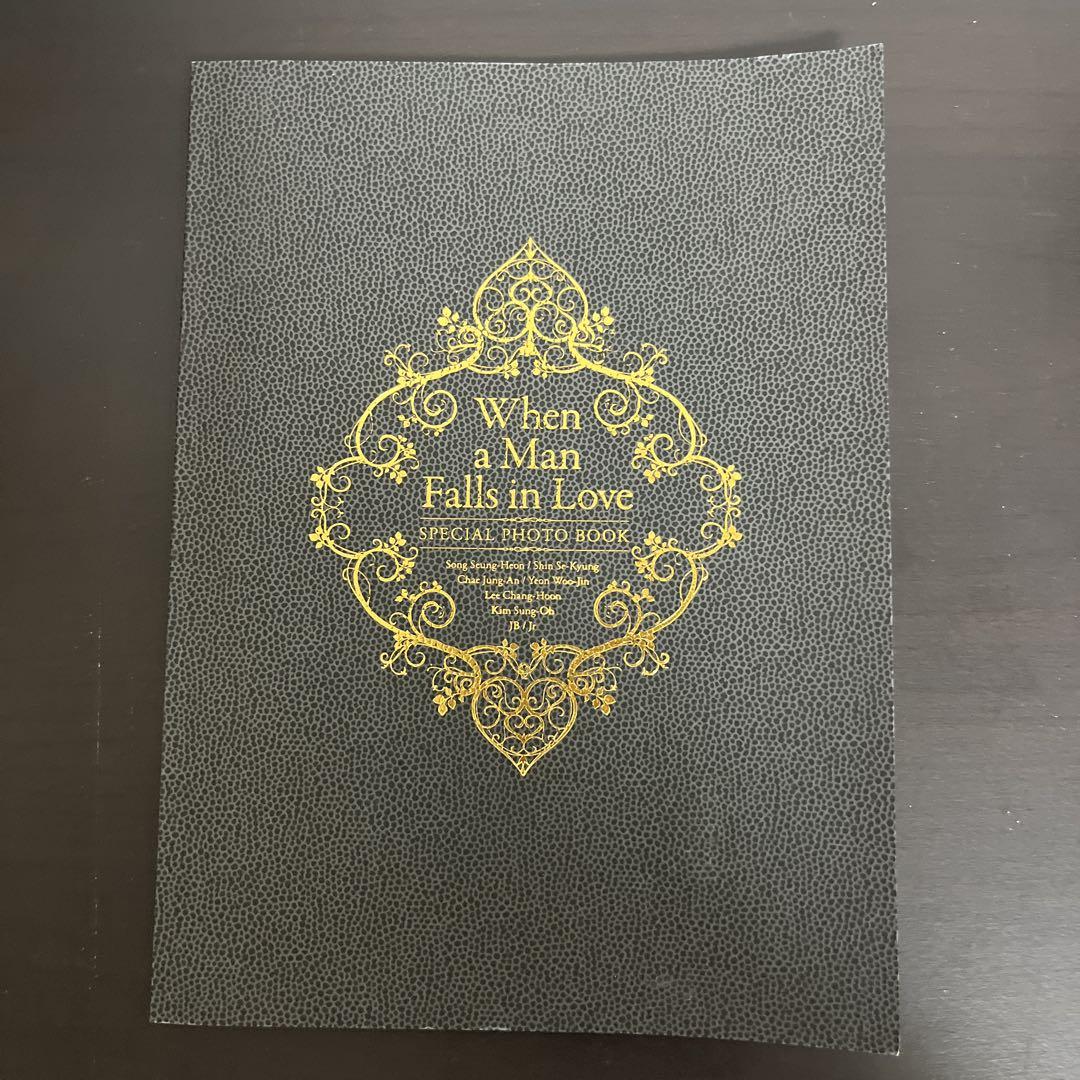 When
a Man
Falls in Love
SPECIAL PHOTO BOOK
Song Seung-Heon / Shin Se-Kyung
Chae Jung-An / Yeon Woo-Jin
Lee Chang-Hoon
Kim Sung-Oh
JB / Jr